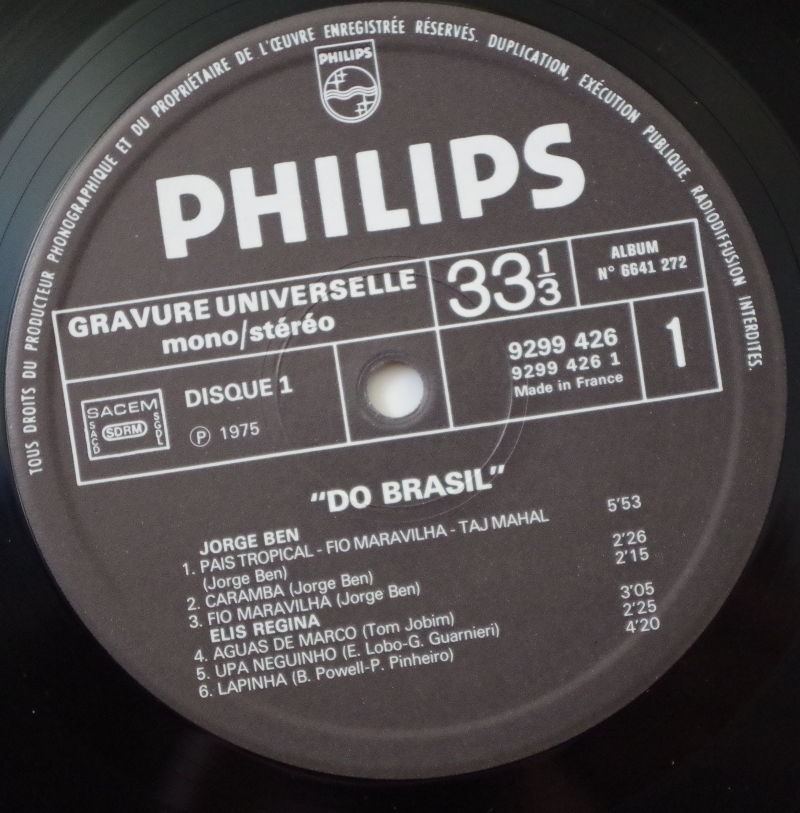 TOUS DROITS DU PRODUCTEUR PHONOGRAPHIQUE ET DU PROPRIÉTAIRE DE L'ŒUVRE ENREGISTRÉE RÉSERVÉS. DUPLICATION, EXÉCUTION PUBLIQUE, RADIODIFFUSION INTERDITES.
PHILIPS
PHILIPS
GRAVURE UNIVERSELLE
mono/stéréo
33 1/3
ALBUM
N° 6641 272
SACEM
SACD
SDRM
SGDL
DISQUE 1
℗ 1975
9299 426
9299 426 1
Made in France
1
"DO BRASIL"
JORGE BEN
1. PAIS TROPICAL - FIO MARAVILHA - TAJ MAHAL 5'53
(Jorge Ben)
2. CARAMBA (Jorge Ben) 2'26
3. FIO MARAVILHA (Jorge Ben) 2'15
ELIS REGINA
4. AGUAS DE MARCO (Tom Jobim) 3'05
5. UPA NEGUINHO (E. Lobo-G. Guarnieri) 2'25
6. LAPINHA (B. Powell-P. Pinheiro) 4'20